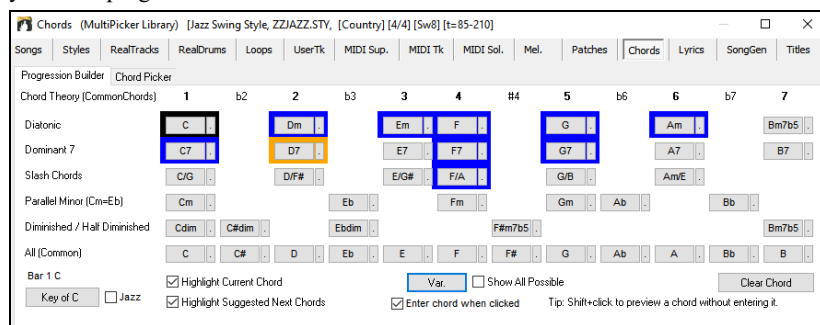 y p g
Chords (MultiPicker Library) [Jazz Swing Style, ZZJAZZ.STY, [Country] [4/4] [Sw8] [t=85-210]
Songs Styles RealTracks RealDrums Loops UserTk MIDI Sup. MIDI Tk MIDI Sol. Mel. Patches Chords Lyrics SongGen Titles
Progression Builder Chord Picker
Chord Theory (CommonChords) 1 b2 2 b3 3 4 #4 5 b6 6 b7 7
Diatonic C . Dm . Em . F . G . Am . Bm7b5 .
Dominant 7 C7 . D7 . E7 . F7 . G7 . A7 . B7 .
Slash Chords C/G . D/F# . E/G# . F/A . G/B . Am/E .
Parallel Minor (Cm=Eb) Cm . Eb . Fm . Gm . Ab . Bb .
Diminished / Half Diminished Cdim . C#dim . Ebdim . F#m7b5 . Bm7b5 .
All (Common) C . C# . D . Eb . E . F . F# . G . Ab . A . Bb . B .
Bar 1 C Highlight Current Chord Var. Show All Possible Clear Chord
Key of C Jazz Highlight Suggested Next Chords Enter chord when clicked Tip: Shift+click to preview a chord without entering it.